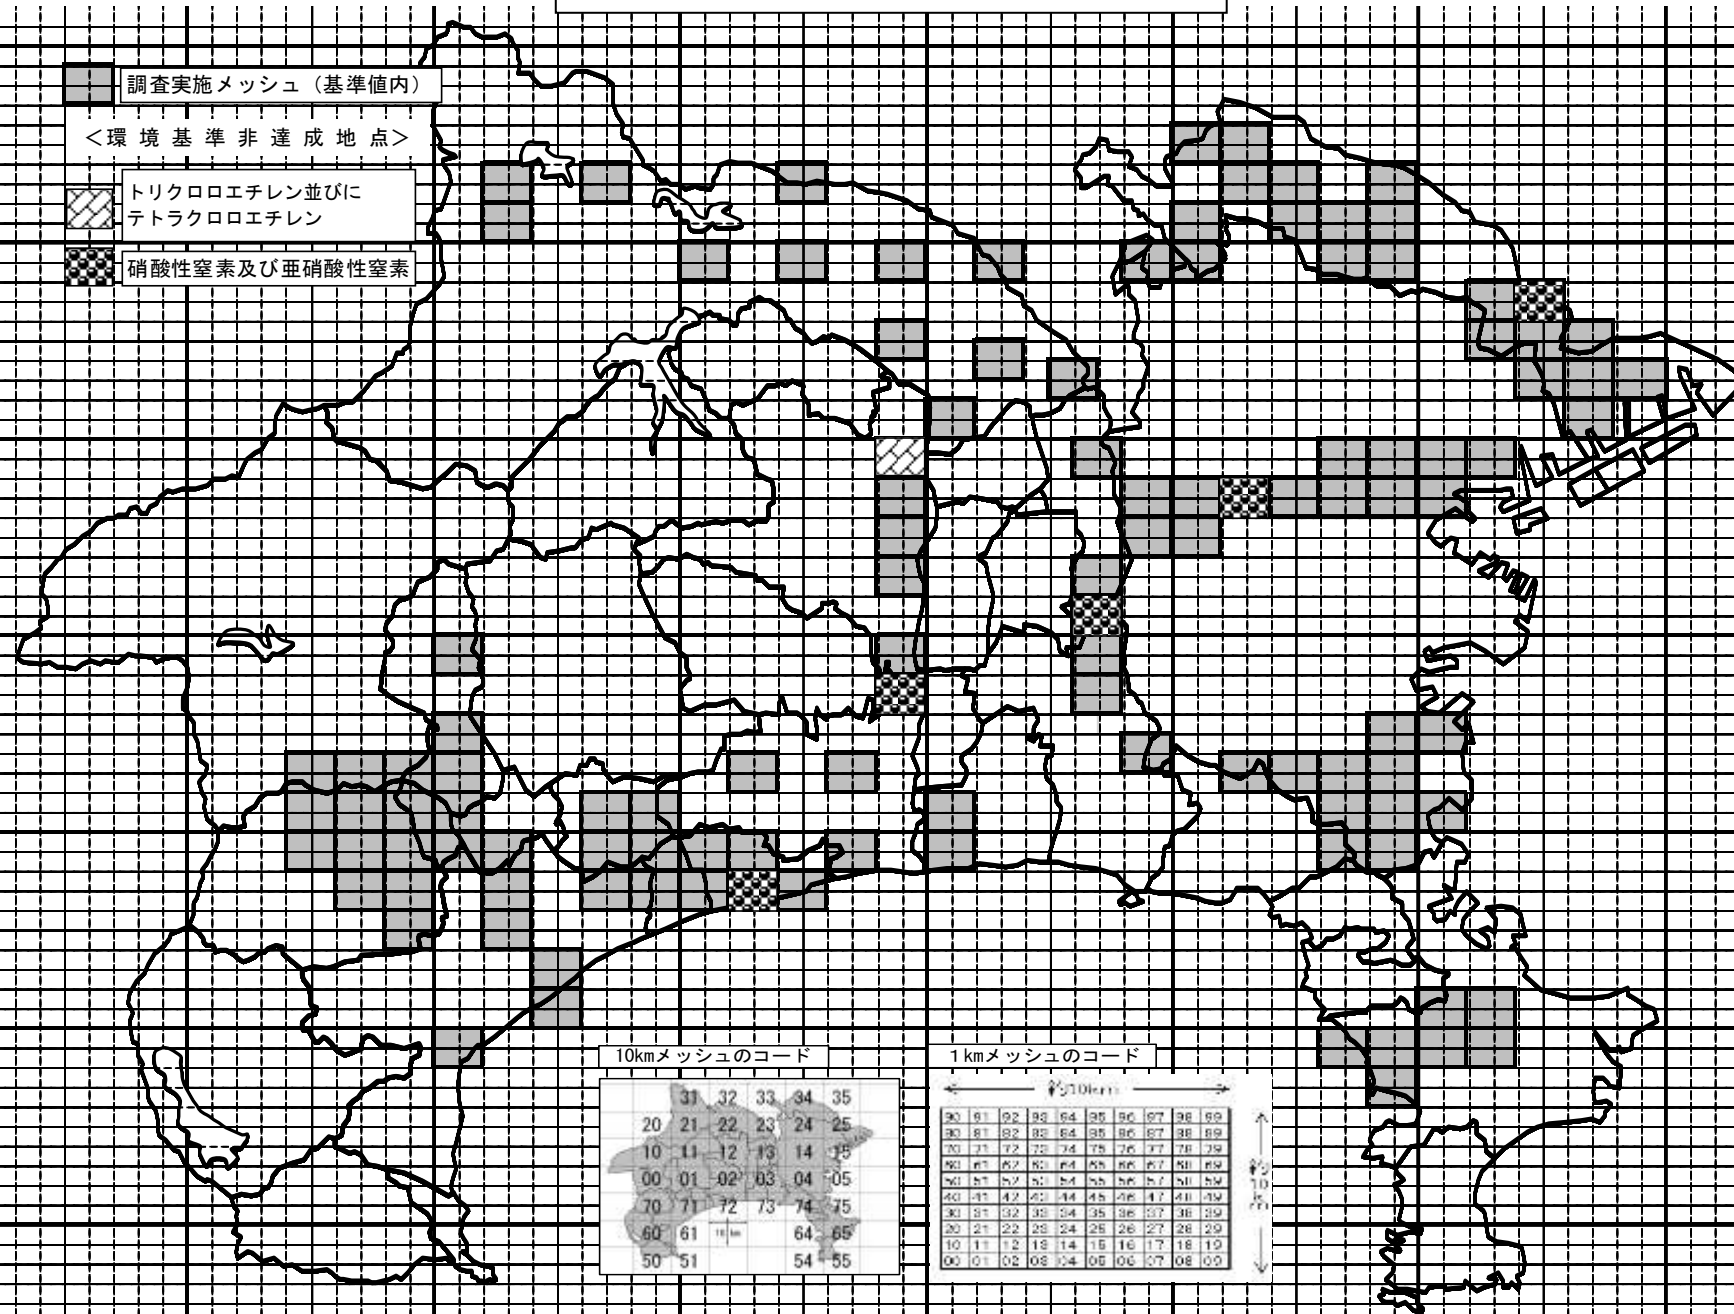 調査実施メッシュ（基準値内）
＜環 境 基 準 非 達 成 地 点＞
トリクロロエチレン並びに
テトラクロロエチレン
硝酸性窒素及び亜硝酸性窒素
10kmメッシュのコード
31 32 33 34 35
20 21 22 23 24 25
10 11 12 13 14 15
00 01 02 03 04 05
70 71 72 73 74 75
60 61 64 65
50 51 54 55
1kmメッシュのコード
約10km
90 91 92 93 94 95 96 97 98 99
70 71 72 73 74 75 76 77 78 79
60 61 62 63 64 65 66 67 68 69
50 51 52 53 54 55 56 57 58 59
40 41 42 43 44 45 46 47 48 49
30 31 32 33 34 35 36 37 38 39
20 21 22 23 24 25 26 27 28 29
10 11 12 13 14 15 16 17 18 19
00 01 02 03 04 05 06 07 08 09
約10km